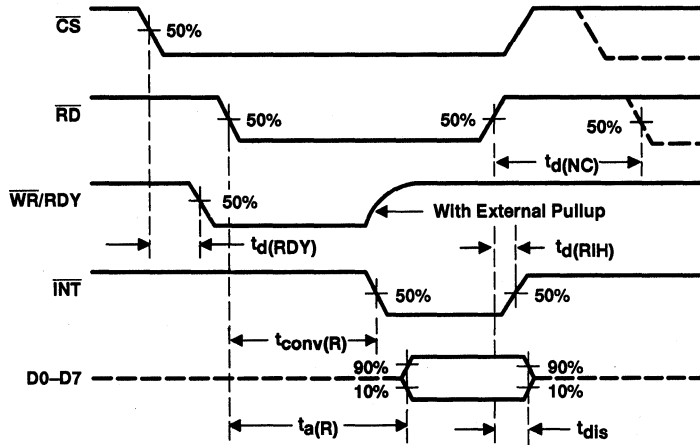 CS
50%
RD
50%
50%
50%
td(NC)
WR/RDY
50%
With External Pullup
td(RDY)
td(RIH)
INT
50%
50%
tconv(R)
D0–D7
90%
10%
90%
10%
ta(R)
tdis